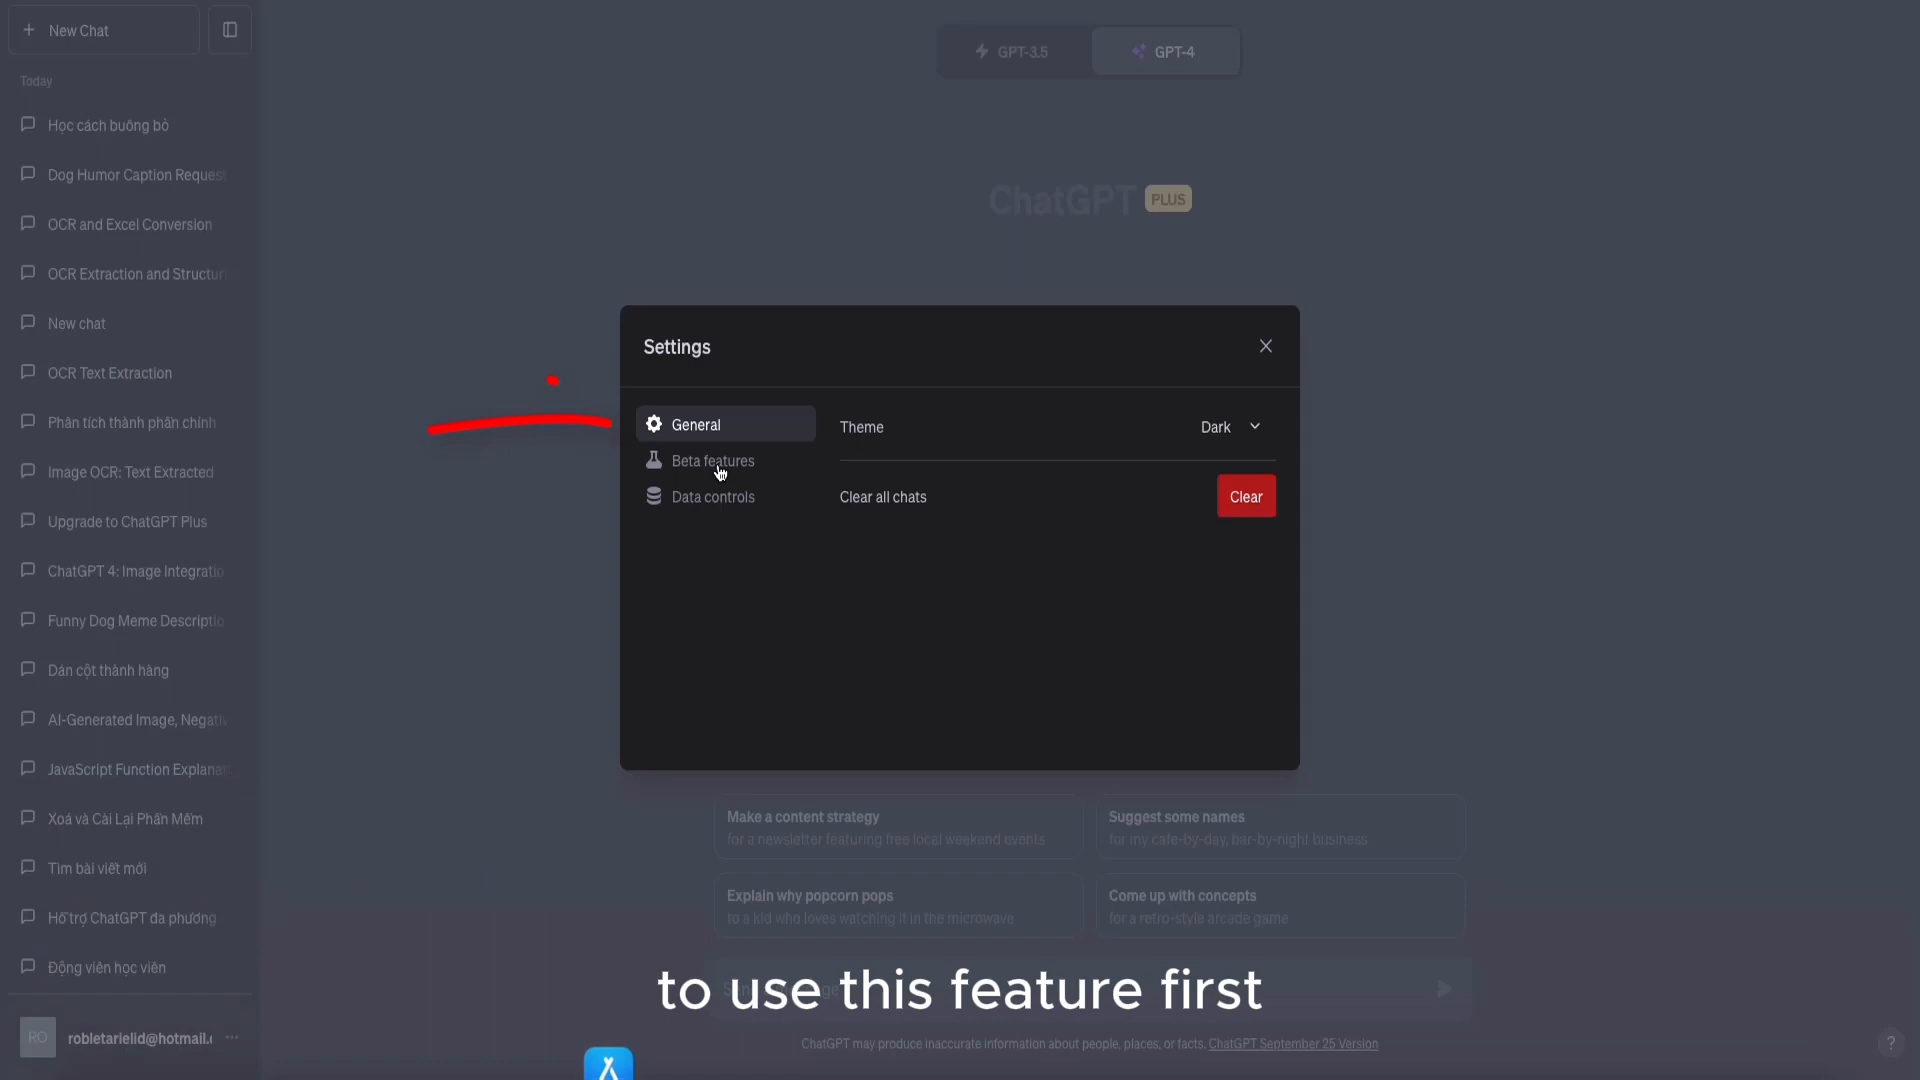 New Chat
Today
Học cách buông bỏ
Dog Humor Caption Request
OCR and Excel Conversion
OCR Extraction and Structur
New chat
OCR Text Extraction
Phân tích thành phần chính
Image OCR: Text Extracted
Upgrade to ChatGPT Plus
ChatGPT 4: Image Integratio
Funny Dog Meme Descriptio
Dán cột thành hàng
AI-Generated Image, Negativ
JavaScript Function Explanat
Xoá và Cài Lại Phần Mềm
Tìm bài viết mới
Hỗ trợ ChatGPT đa phương
Động viên học viên
RO
robletarielid@hotmail.c
GPT-3.5
GPT-4
ChatGPT PLUS
Settings
General
Beta features
Data controls
Theme
Dark
Clear all chats
Clear
Make a content strategy
for a newsletter featuring free local weekend events
Suggest some names
for my cafe-by-day, bar-by-night business
Explain why popcorn pops
to a kid who loves watching it in the microwave
Come up with concepts
for a retro-style arcade game
to use this feature first
ChatGPT may produce inaccurate information about people, places, or facts. ChatGPT September 25 Version
?